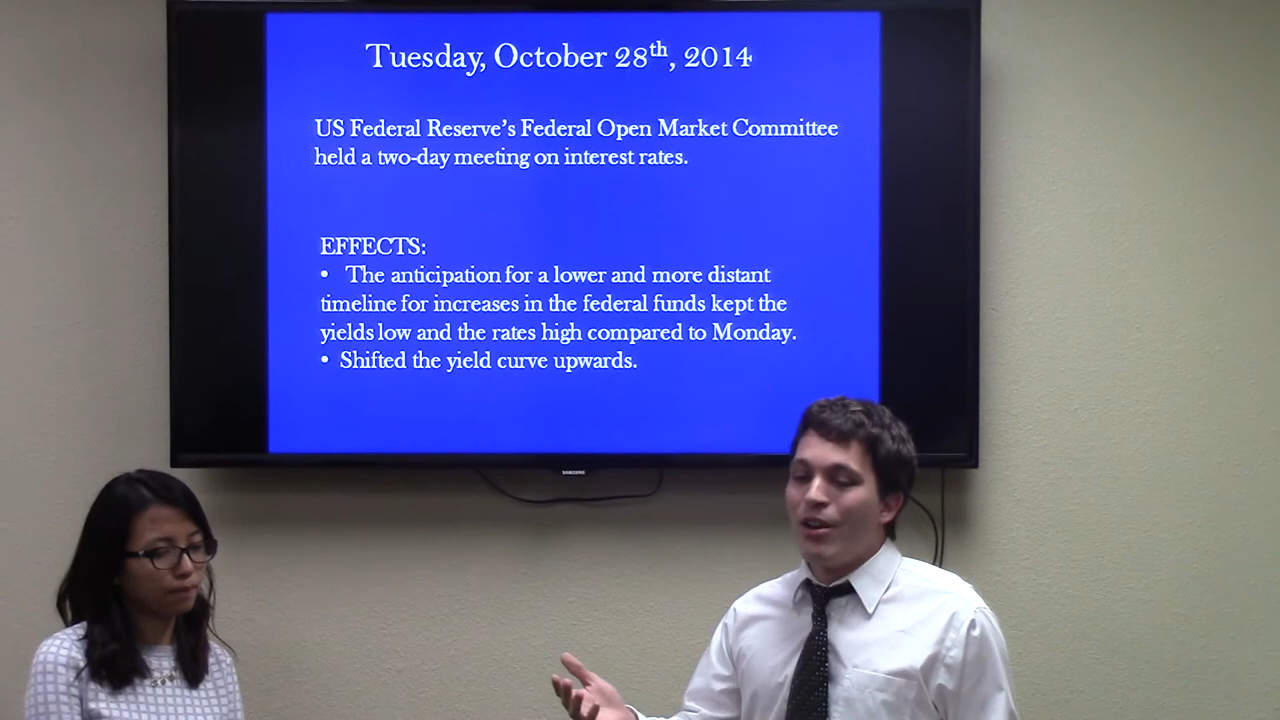 Tuesday, October 28th, 2014
US Federal Reserve's Federal Open Market Committee
held a two-day meeting on interest rates.
EFFECTS:
• The anticipation for a lower and more distant
timeline for increases in the federal funds kept the
yields low and the rates high compared to Monday.
• Shifted the yield curve upwards.
SAMSUNG